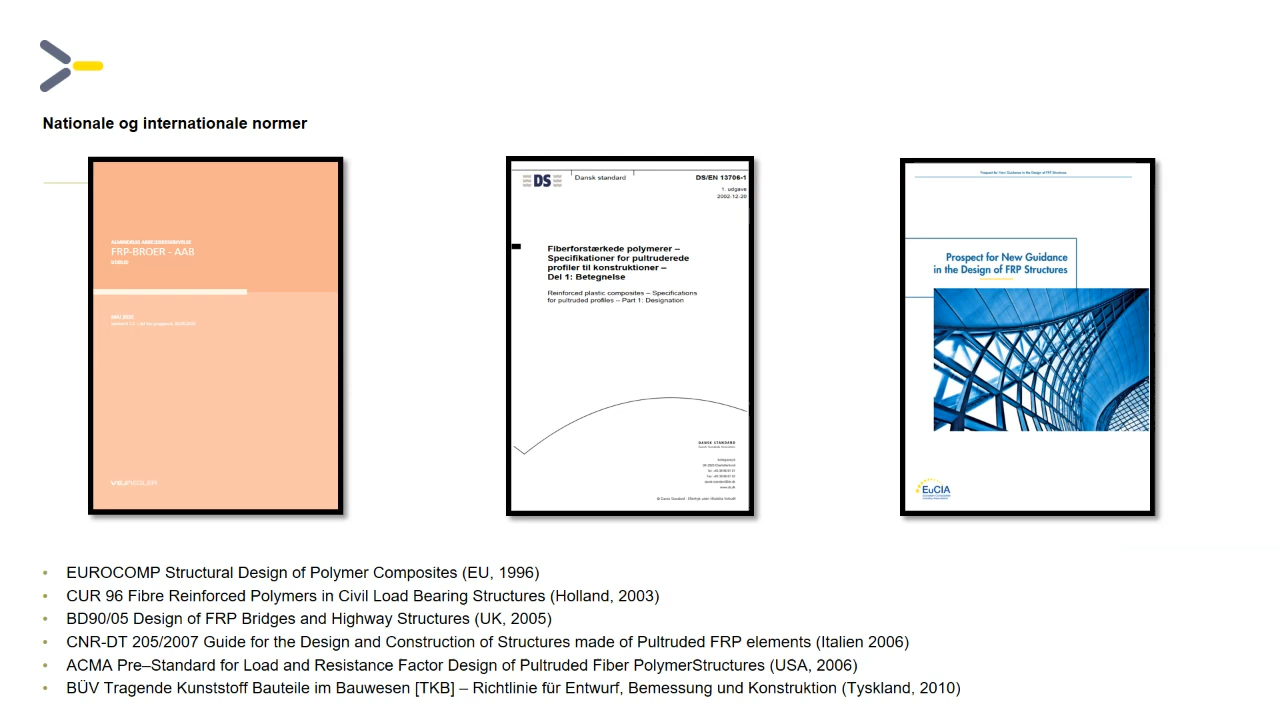 Nationale og internationale normer
ALMINDELIG ARBEJDSBESKRIVELSE
FRP-BROER - AAB
UDBUD
MAJ 2020
VEJREGLER
DS
Dansk standard
DS/EN 13706-1
1. udgave
2002-12-20
Fiberforstærkede polymerer –
Specifikationer for pultruderede
profiler til konstruktioner –
Del 1: Betegnelse
Reinforced plastic composites – Specifications
for pultruded profiles – Part 1: Designation
DANSK STANDARD
Prospect for New Guidance in the Design of FRP Structures
Prospect for New Guidance
in the Design of FRP Structures
EuCIA
• EUROCOMP Structural Design of Polymer Composites (EU, 1996)
• CUR 96 Fibre Reinforced Polymers in Civil Load Bearing Structures (Holland, 2003)
• BD90/05 Design of FRP Bridges and Highway Structures (UK, 2005)
• CNR-DT 205/2007 Guide for the Design and Construction of Structures made of Pultruded FRP elements (Italien 2006)
• ACMA Pre–Standard for Load and Resistance Factor Design of Pultruded Fiber PolymerStructures (USA, 2006)
• BÜV Tragende Kunststoff Bauteile im Bauwesen [TKB] – Richtlinie für Entwurf, Bemessung und Konstruktion (Tyskland, 2010)